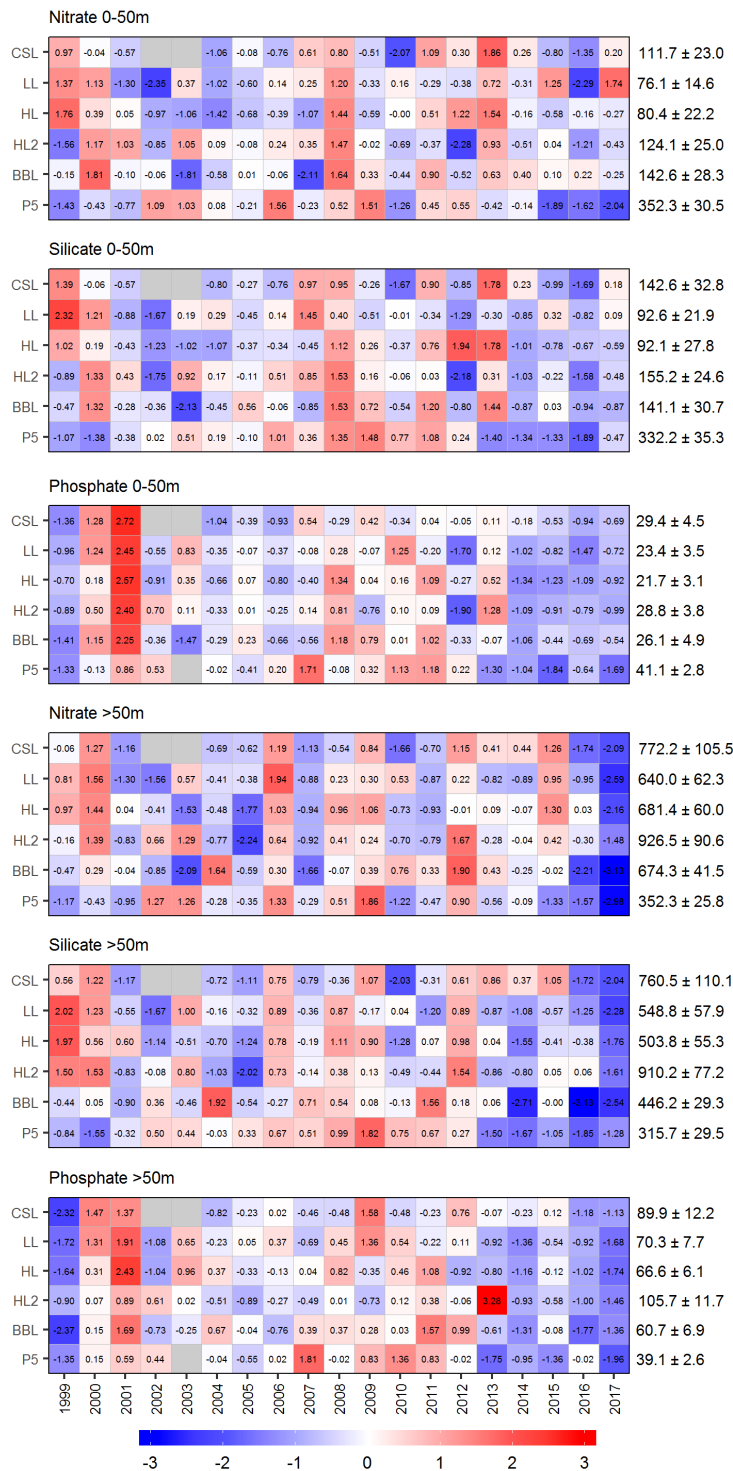 Nitrate 0-50m
CSL 0.97 -0.04 -0.57 -1.06 -0.08 -0.76 0.61 0.80 -0.51 -2.07 1.09 0.30 1.86 0.26 -0.80 -1.35 0.20 111.7 ± 23.0
LL 1.37 1.13 -1.30 -2.35 0.37 -1.02 -0.60 0.14 0.25 1.20 -0.33 0.16 -0.29 -0.38 0.72 -0.31 1.25 -2.29 1.74 76.1 ± 14.6
HL 1.76 0.39 0.05 -0.97 -1.06 -1.42 -0.68 -0.39 -1.07 1.44 -0.59 -0.00 0.51 1.22 1.54 -0.16 -0.58 -0.16 -0.27 80.4 ± 22.2
HL2 -1.56 1.17 1.03 -0.85 1.05 0.09 -0.08 0.24 0.35 1.47 -0.02 -0.69 -0.37 -2.28 0.93 -0.51 0.04 -1.21 -0.43 124.1 ± 25.0
BBL -0.15 1.81 -0.10 -0.06 -1.81 -0.58 0.01 -0.06 -2.11 1.64 0.33 -0.44 0.90 -0.52 0.63 0.40 0.10 0.22 -0.25 142.6 ± 28.3
P5 -1.43 -0.43 -0.77 1.09 1.03 0.08 -0.21 1.56 -0.23 0.52 1.51 -1.26 0.45 0.55 -0.42 -0.14 -1.89 -1.62 -2.04 352.3 ± 30.5
Silicate 0-50m
CSL 1.39 -0.06 -0.57 -0.80 -0.27 -0.76 0.97 0.95 -0.26 -1.67 0.90 -0.85 1.78 0.23 -0.99 -1.69 0.18 142.6 ± 32.8
LL 2.32 1.21 -0.88 -1.67 0.19 0.29 -0.45 0.14 1.45 0.40 -0.51 -0.01 -0.34 -1.29 -0.30 -0.85 0.32 -0.82 0.09 92.6 ± 21.9
HL 1.02 0.19 -0.43 -1.23 -1.02 -1.07 -0.37 -0.34 -0.45 1.12 0.26 -0.37 0.76 1.94 1.78 -1.01 -0.78 -0.67 -0.59 92.1 ± 27.8
HL2 -0.89 1.33 0.43 -1.75 0.92 0.17 -0.11 0.51 0.85 1.53 0.16 -0.06 0.03 -2.18 0.31 -1.03 -0.22 -1.58 -0.48 155.2 ± 24.6
BBL -0.47 1.32 -0.28 -0.36 -2.13 -0.45 0.56 -0.06 -0.85 1.53 0.72 -0.54 1.20 -0.80 1.44 -0.87 0.03 -0.94 -0.87 141.1 ± 30.7
P5 -1.07 -1.38 -0.38 0.02 0.51 0.19 -0.10 1.01 0.36 1.35 1.48 0.77 1.08 0.24 -1.40 -1.34 -1.33 -1.89 -0.47 332.2 ± 35.3
Phosphate 0-50m
CSL -1.36 1.28 2.72 -1.04 -0.39 -0.93 0.54 -0.29 0.42 -0.34 0.04 -0.05 0.11 -0.18 -0.53 -0.94 -0.69 29.4 ± 4.5
LL -0.96 1.24 2.45 -0.55 0.83 -0.35 -0.07 -0.37 -0.08 0.28 -0.07 1.25 -0.20 -1.70 0.12 -1.02 -0.82 -1.47 -0.72 23.4 ± 3.5
HL -0.70 0.18 2.57 -0.91 0.35 -0.66 0.07 -0.80 -0.40 1.34 0.04 0.16 1.09 -0.27 0.52 -1.34 -1.23 -1.09 -0.92 21.7 ± 3.1
HL2 -0.89 0.50 2.40 0.70 0.11 -0.33 0.01 -0.25 0.14 0.81 -0.76 0.10 0.09 -1.90 1.28 -1.09 -0.91 -0.79 -0.99 28.8 ± 3.8
BBL -1.41 1.15 2.25 -0.36 -1.47 -0.29 0.23 -0.66 -0.56 1.18 0.79 0.01 1.02 -0.33 -0.07 -1.06 -0.44 -0.69 -0.54 26.1 ± 4.9
P5 -1.33 -0.13 0.86 0.53 -0.02 -0.41 0.20 1.71 -0.08 0.32 1.13 1.18 0.22 -1.30 -1.04 -1.84 -0.64 -1.69 41.1 ± 2.8
Nitrate >50m
CSL -0.06 1.27 -1.16 -0.69 -0.62 1.19 -1.13 -0.54 0.84 -1.66 -0.70 1.15 0.41 0.44 1.26 -1.74 -2.09 772.2 ± 105.5
LL 0.81 1.56 -1.30 -1.56 0.57 -0.41 -0.38 1.94 -0.88 0.23 0.30 0.53 -0.87 0.22 -0.82 -0.89 0.95 -0.95 -2.59 640.0 ± 62.3
HL 0.97 1.44 0.04 -0.41 -1.53 -0.48 -1.77 1.03 -0.94 0.96 1.06 -0.73 -0.93 -0.01 0.09 -0.07 1.30 0.03 -2.16 681.4 ± 60.0
HL2 -0.16 1.39 -0.83 0.66 1.29 -0.77 -2.24 0.64 -0.92 0.41 0.24 -0.70 -0.79 1.67 -0.28 -0.04 0.42 -0.30 -1.48 926.5 ± 90.6
BBL -0.47 0.29 -0.04 -0.85 -2.09 1.64 -0.59 0.30 -1.66 -0.07 0.39 0.76 0.33 1.90 0.43 -0.25 -0.02 -2.21 -3.13 674.3 ± 41.5
P5 -1.17 -0.43 -0.95 1.27 1.26 -0.28 -0.35 1.33 -0.29 0.51 1.86 -1.22 -0.47 0.90 -0.56 -0.09 -1.33 -1.57 -2.58 352.3 ± 25.8
Silicate >50m
CSL 0.56 1.22 -1.17 -0.72 -1.11 0.75 -0.79 -0.36 1.07 -2.03 -0.31 0.61 0.86 0.37 1.05 -1.72 -2.04 760.5 ± 110.1
LL 2.02 1.23 -0.55 -1.67 1.00 -0.16 -0.32 0.89 -0.36 0.87 -0.17 0.04 -1.20 0.89 -0.87 -1.08 -0.57 -1.25 -2.28 548.8 ± 57.9
HL 1.97 0.56 0.60 -1.14 -0.51 -0.70 -1.24 0.78 -0.19 1.11 0.90 -1.28 0.07 0.98 0.04 -1.55 -0.41 -0.38 -1.76 503.8 ± 55.3
HL2 1.50 1.53 -0.83 -0.08 0.80 -1.03 -2.02 0.73 -0.14 0.38 0.13 -0.49 -0.44 1.54 -0.86 -0.80 0.05 0.06 -1.61 910.2 ± 77.2
BBL -0.44 0.05 -0.90 0.36 -0.46 1.92 -0.54 -0.27 0.71 0.54 0.08 -0.13 1.56 0.18 0.06 -2.71 -0.00 -2.54 446.2 ± 29.3
P5 -0.84 -1.55 -0.32 0.50 0.44 -0.03 0.33 0.67 0.51 0.99 1.82 0.75 0.67 0.27 -1.50 -1.67 -1.05 -1.85 -1.28 315.7 ± 29.5
Phosphate >50m
CSL -2.32 1.47 1.37 -0.82 -0.23 0.02 -0.46 -0.48 1.58 -0.48 -0.23 0.76 -0.07 -0.23 0.12 -1.18 -1.13 89.9 ± 12.2
LL -1.72 1.31 1.91 -1.08 0.65 -0.23 0.05 0.37 -0.69 0.45 1.36 0.54 -0.22 0.11 -0.92 -1.36 -0.54 -0.92 -1.68 70.3 ± 7.7
HL -1.64 0.31 2.43 -1.04 0.96 0.37 -0.33 -0.13 -0.04 0.82 -0.35 0.46 1.08 -0.92 -0.80 -1.16 -0.12 -1.02 -1.74 66.6 ± 6.1
HL2 -0.90 0.07 0.89 0.61 0.02 -0.51 -0.89 -0.27 -0.49 0.01 -0.73 0.12 0.38 -0.06 3.28 -0.93 -0.58 -1.00 -1.46 105.7 ± 11.7
BBL -2.37 0.15 1.69 -0.73 -0.25 0.67 -0.04 -0.76 0.39 0.37 0.28 0.03 1.57 0.99 -0.61 -1.31 -0.08 -1.77 -1.36 60.7 ± 6.9
P5 -1.35 0.15 0.59 0.44 -0.04 -0.55 0.02 1.81 -0.02 0.83 1.36 0.83 -0.02 -1.75 -0.95 -1.36 -0.02 -1.96 39.1 ± 2.6
1999 2000 2001 2002 2003 2004 2005 2006 2007 2008 2009 2010 2011 2012 2013 2014 2015 2016 2017
-3 -2 -1 0 1 2 3